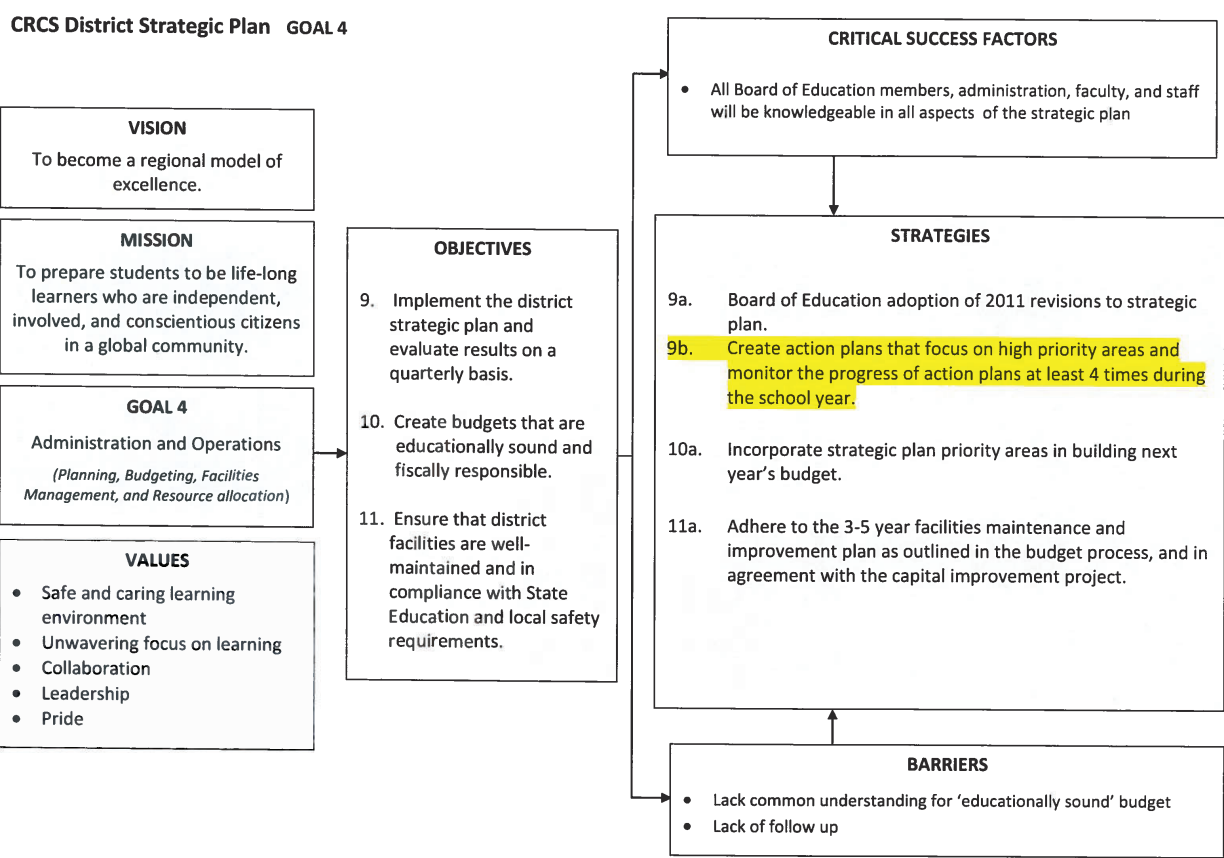 CRCS District Strategic Plan GOAL 4
VISION
To become a regional model of
excellence.
MISSION
To prepare students to be life-long
learners who are independent,
involved, and conscientious citizens
in a global community.
GOAL 4
Administration and Operations
(Planning, Budgeting, Facilities
Management, and Resource allocation)
VALUES
• Safe and caring learning
environment
• Unwavering focus on learning
• Collaboration
• Leadership
• Pride
OBJECTIVES
9. Implement the district
strategic plan and
evaluate results on a
quarterly basis.
10. Create budgets that are
educationally sound and
fiscally responsible.
11. Ensure that district
facilities are well-
maintained and in
compliance with State
Education and local safety
requirements.
CRITICAL SUCCESS FACTORS
• All Board of Education members, administration, faculty, and staff
will be knowledgeable in all aspects of the strategic plan
STRATEGIES
9a. Board of Education adoption of 2011 revisions to strategic
plan.
9b. Create action plans that focus on high priority areas and
monitor the progress of action plans at least 4 times during
the school year.
10a. Incorporate strategic plan priority areas in building next
year's budget.
11a. Adhere to the 3-5 year facilities maintenance and
improvement plan as outlined in the budget process, and in
agreement with the capital improvement project.
BARRIERS
• Lack common understanding for 'educationally sound' budget
• Lack of follow up